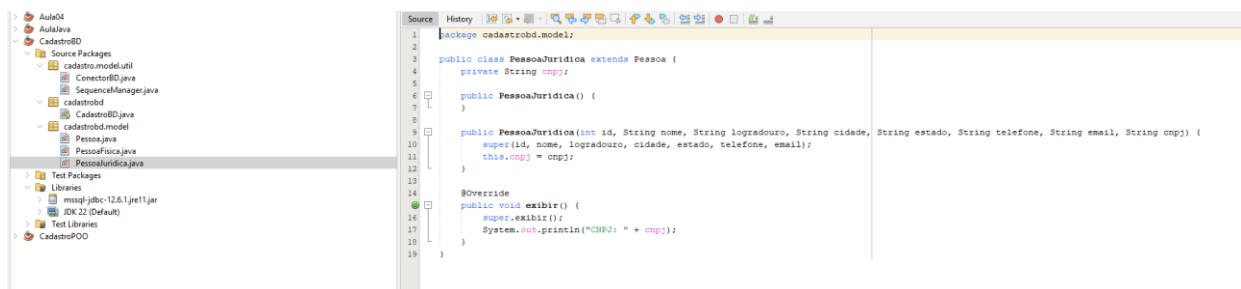 Aula04
AulaJava
CadastroBD
Source Packages
cadastro.model.util
ConectorBD.java
SequenceManager.java
cadastrobd
CadastroBD.java
cadastrobd.model
Pessoa.java
PessoaFisica.java
PessoaJuridica.java
Test Packages
Libraries
mssql-jdbc-12.6.1.jre11.jar
JDK 22 (Default)
Test Libraries
CadastroPOO
Source History
1 package cadastrobd.model;
2
3 public class PessoaJuridica extends Pessoa {
4 private String cnpj;
5
6 public PessoaJuridica() {
7 }
8
9 public PessoaJuridica(int id, String nome, String logradouro, String cidade, String estado, String telefone, String email, String cnpj) {
10 super(id, nome, logradouro, cidade, estado, telefone, email);
11 this.cnpj = cnpj;
12 }
13
14 @Override
public void exibir() {
16 super.exibir();
17 System.out.println("CNPJ: " + cnpj);
18 }
19 }